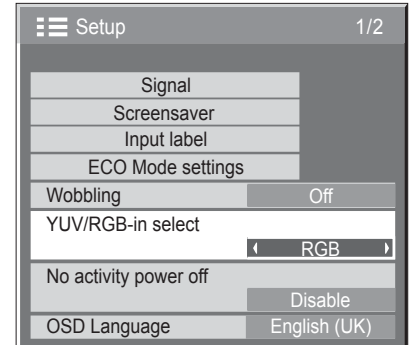 Setup 1/2
Signal
Screensaver
Input label
ECO Mode settings
Wobbling Off
YUV/RGB-in select
RGB
No activity power off
Disable
OSD Language English (UK)